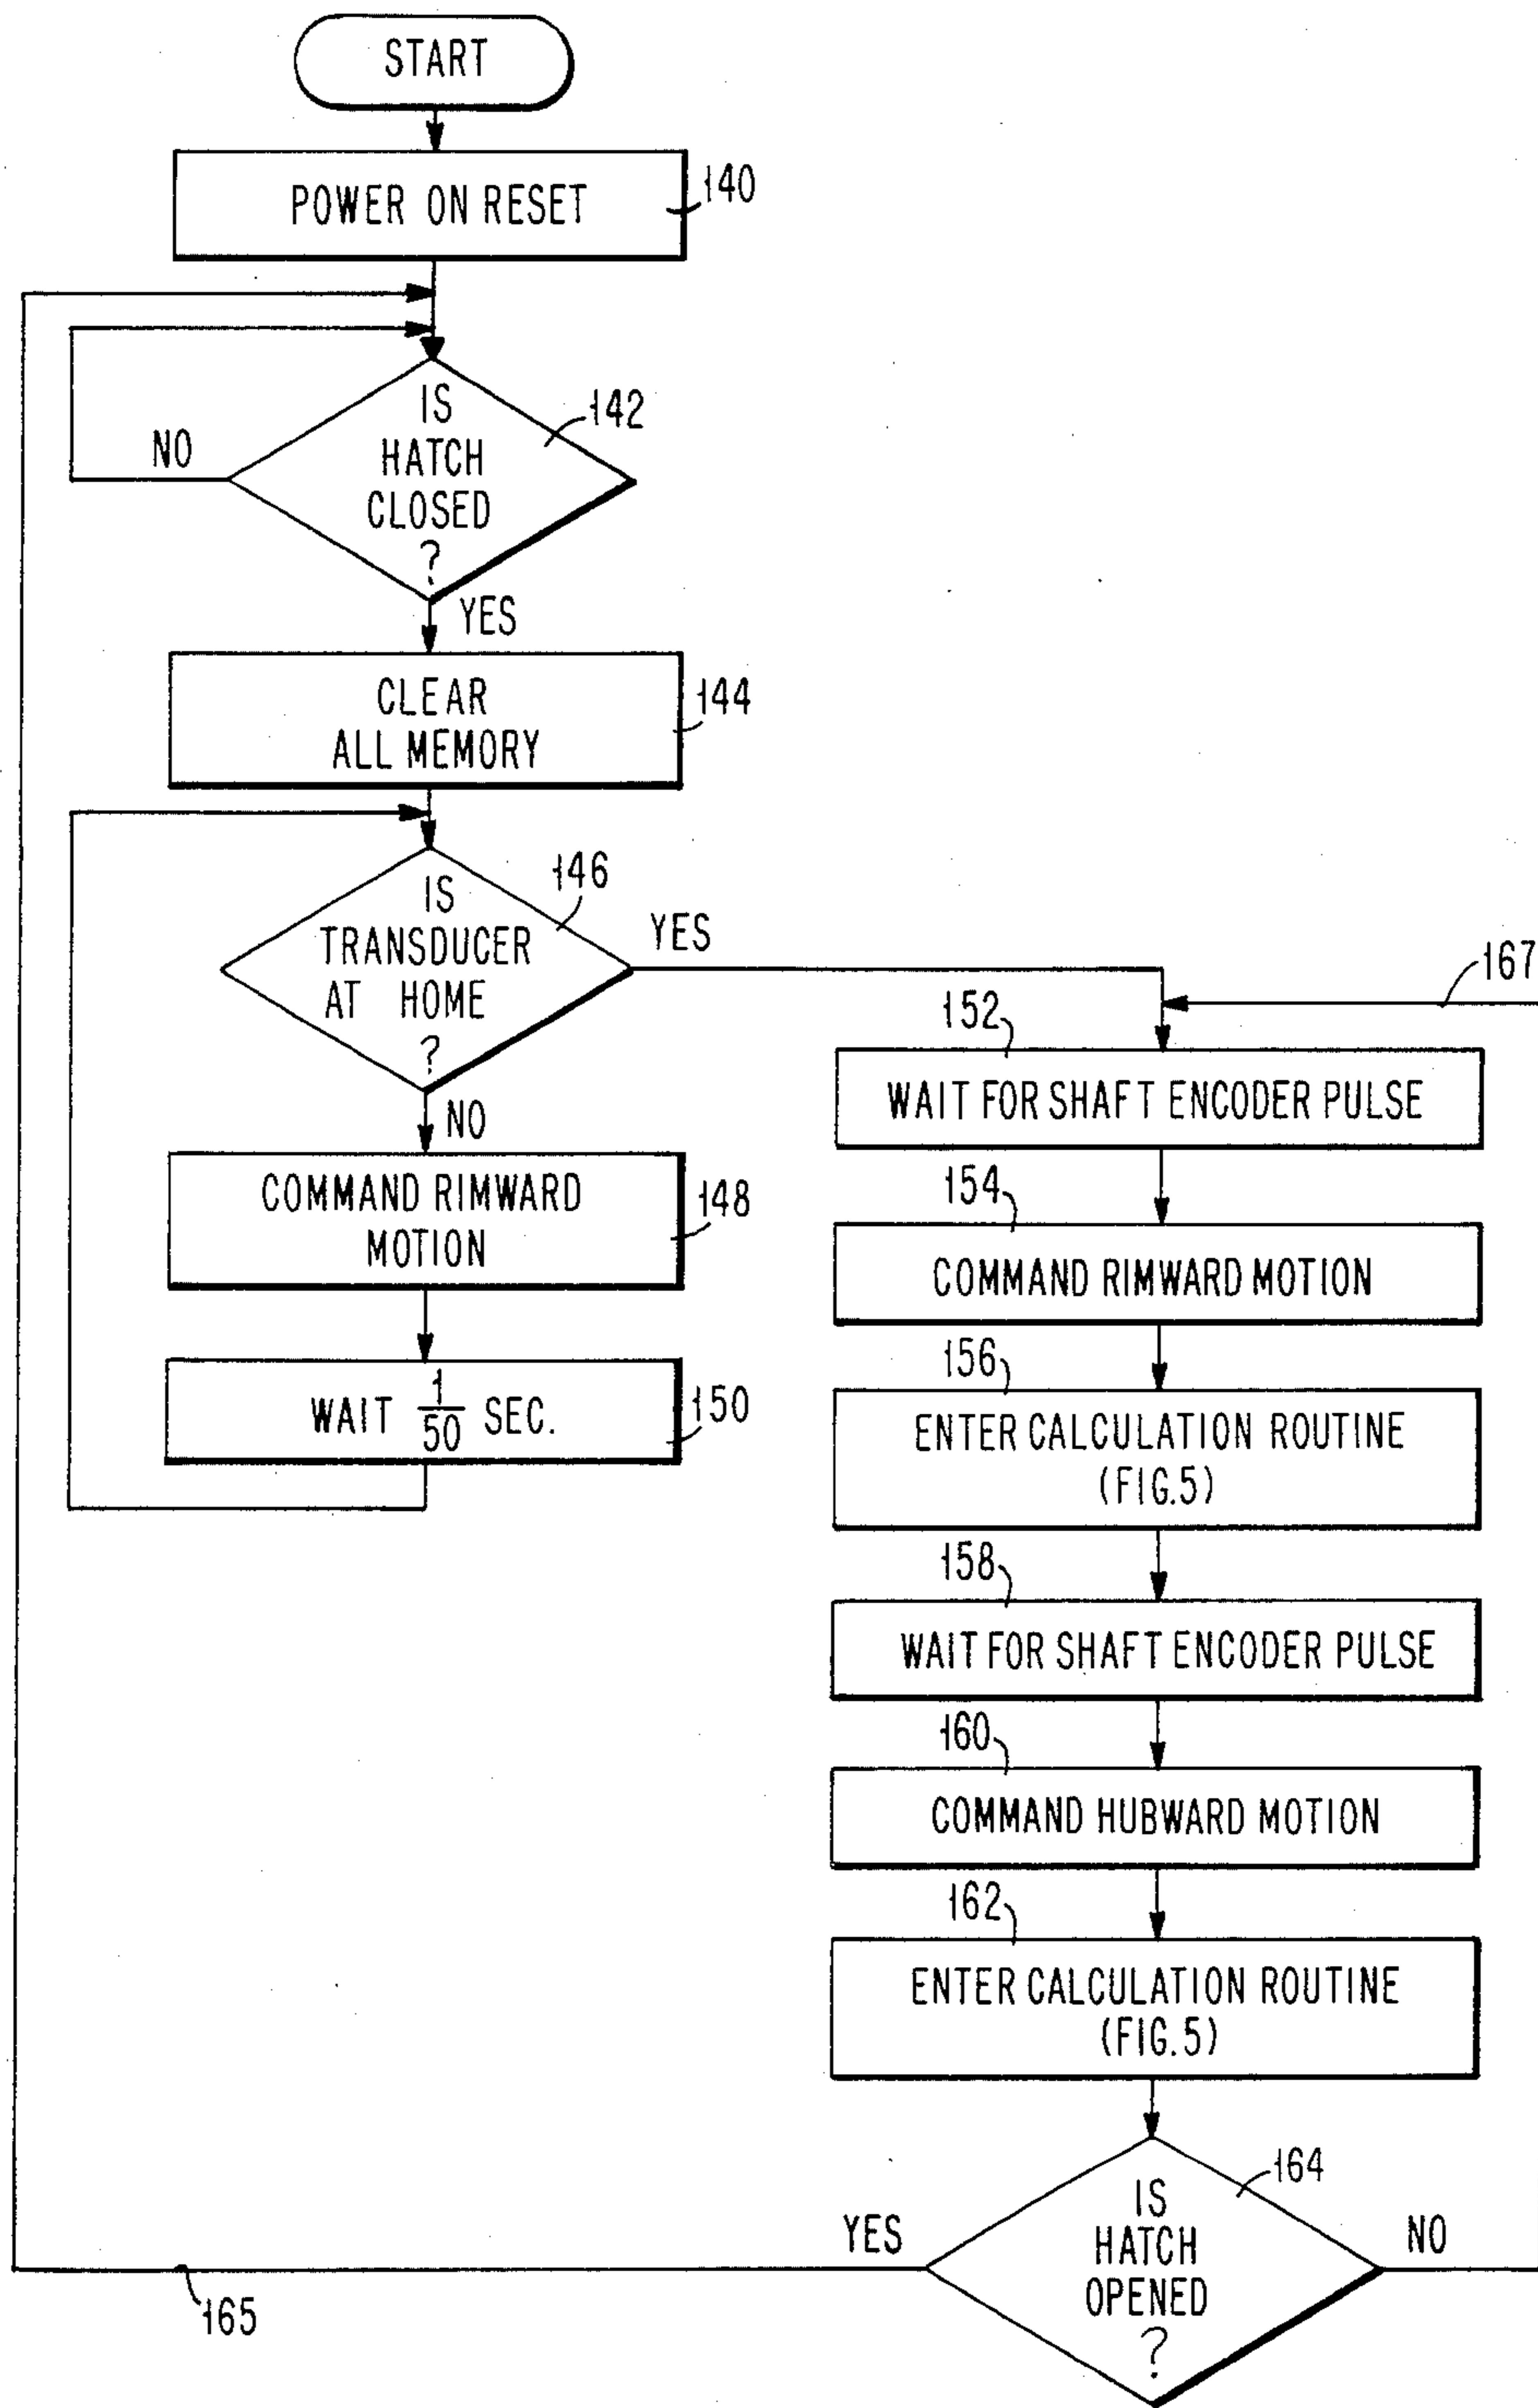 START
POWER ON RESET
140
IS
HATCH
CLOSED
?
142
NO
YES
CLEAR
ALL MEMORY
144
IS
TRANSDUCER
AT HOME
?
146
YES
NO
COMMAND RIMWARD
MOTION
148
WAIT 1/50 SEC.
150
167
152
WAIT FOR SHAFT ENCODER PULSE
154
COMMAND RIMWARD MOTION
156
ENTER CALCULATION ROUTINE
(FIG.5)
158
WAIT FOR SHAFT ENCODER PULSE
160
COMMAND HUBWARD MOTION
162
ENTER CALCULATION ROUTINE
(FIG.5)
164
IS
HATCH
OPENED
?
YES
NO
165